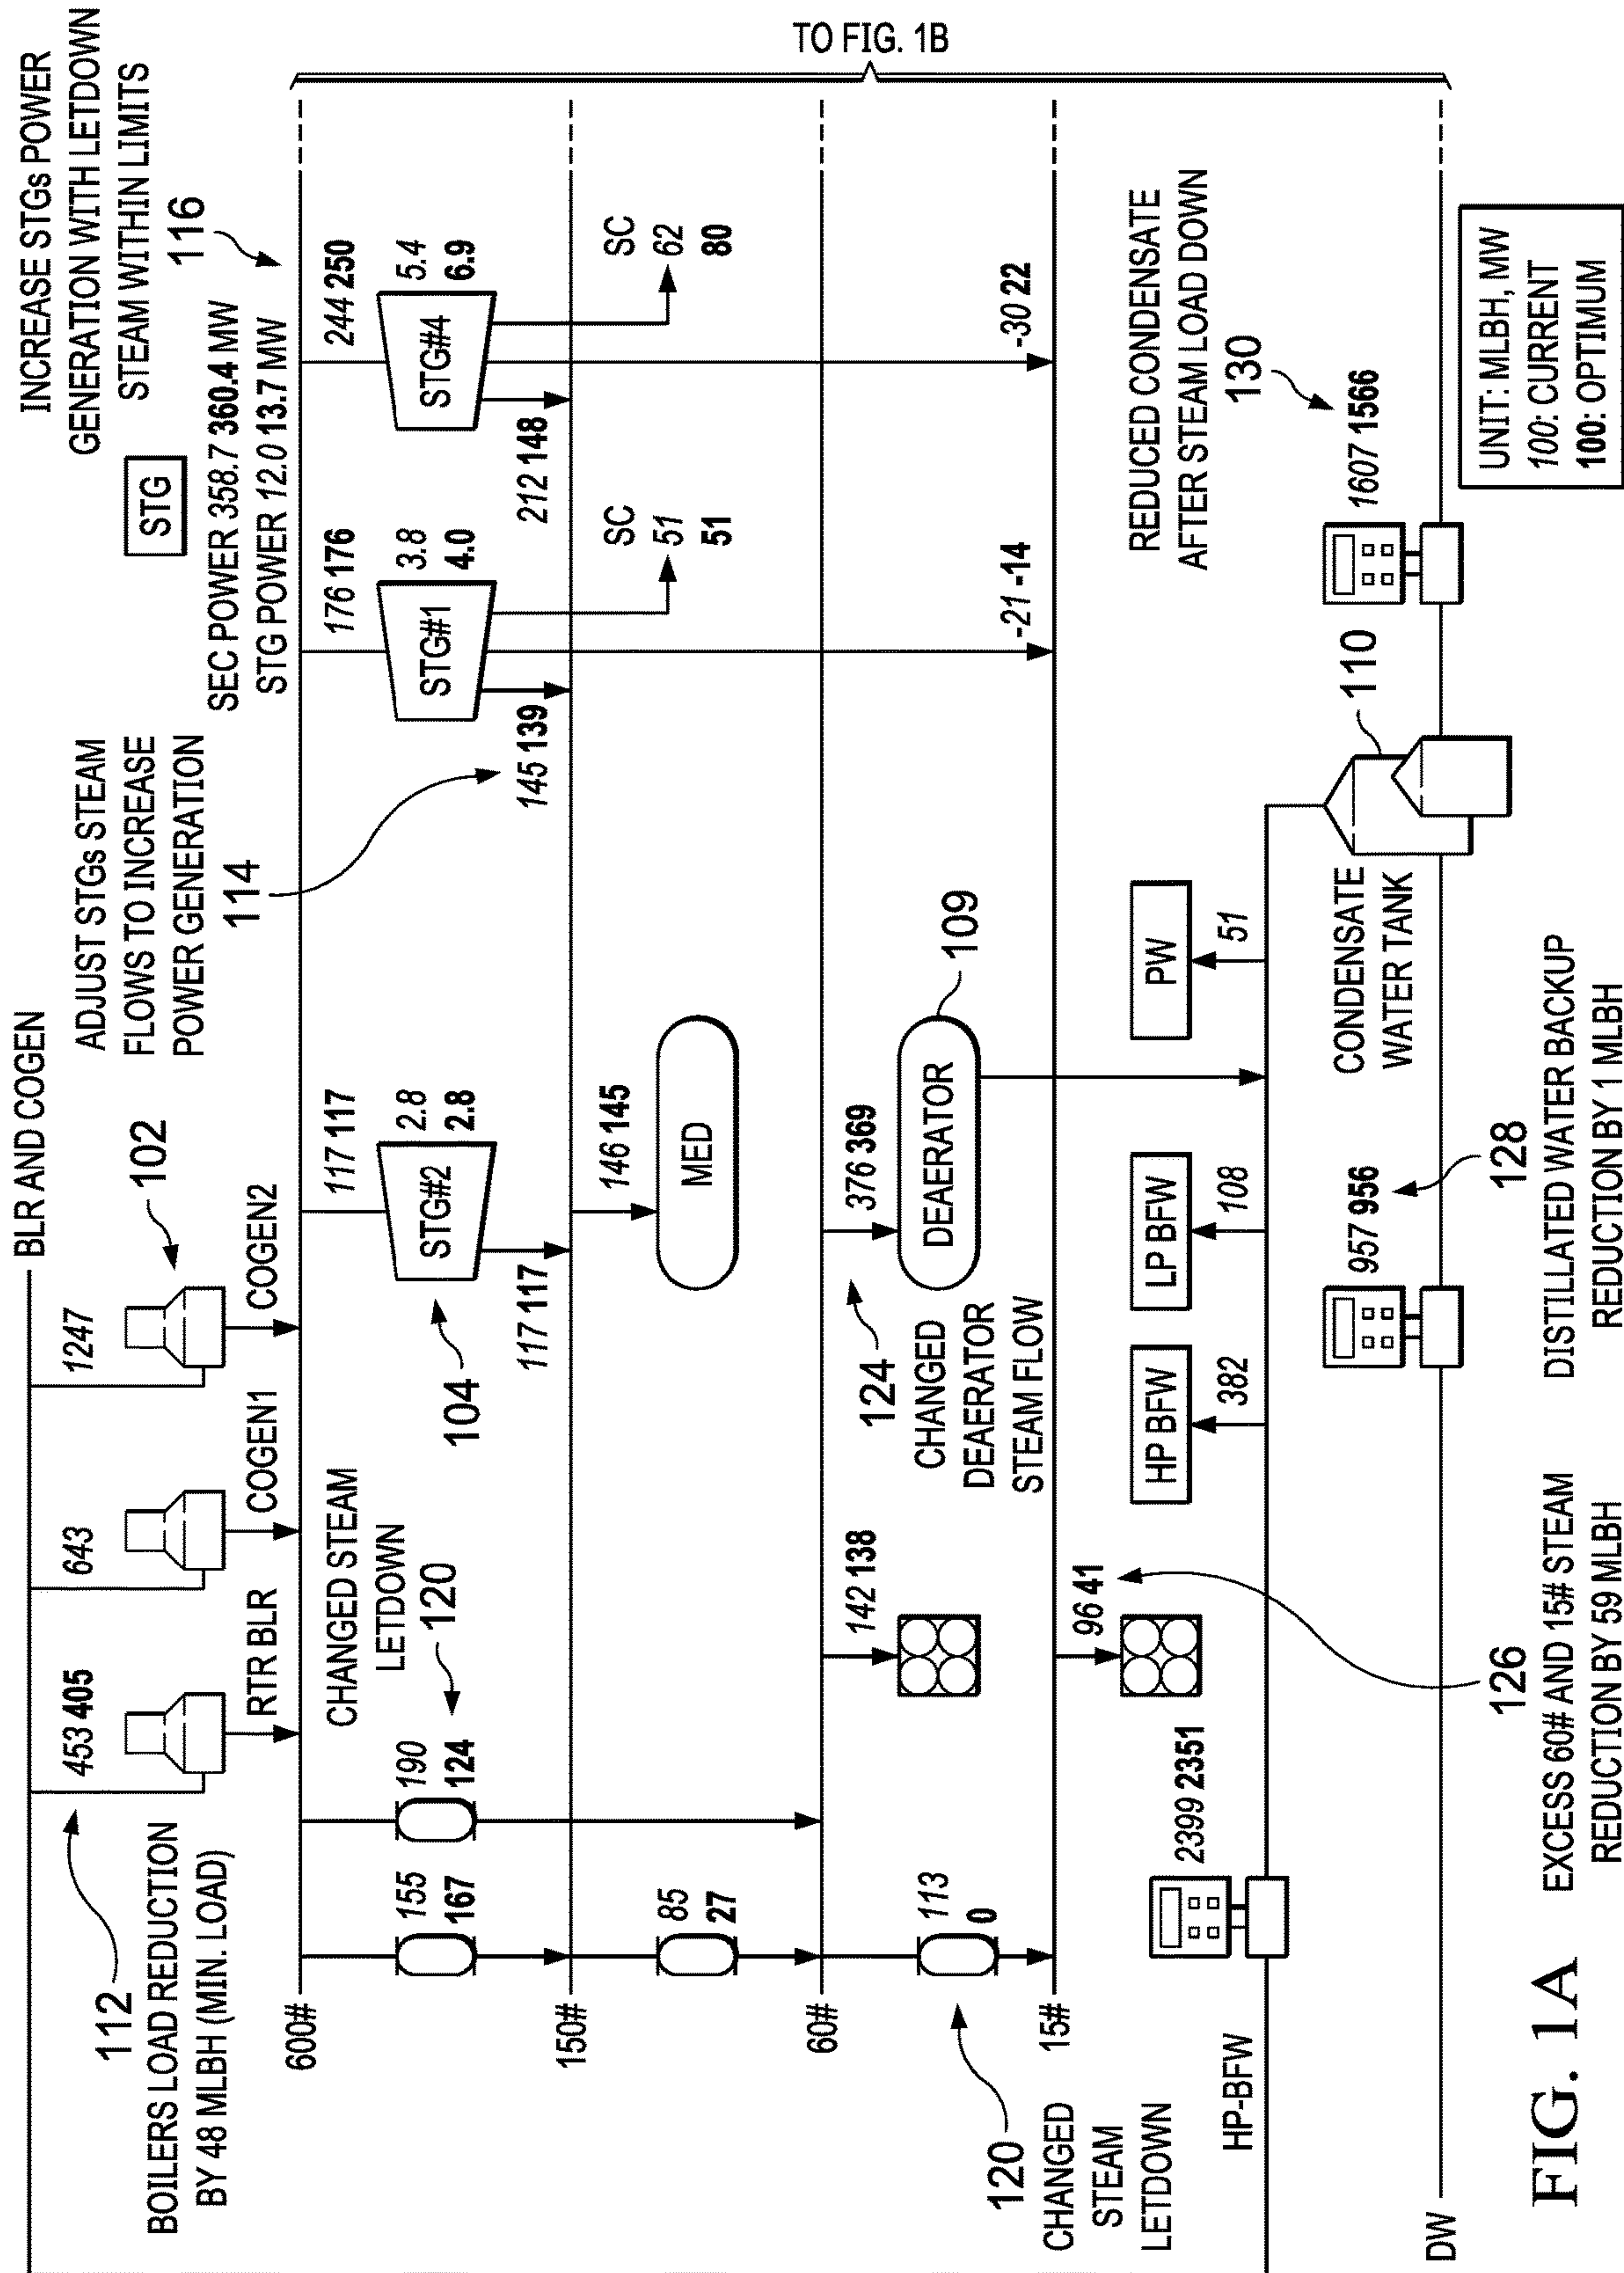 BLR AND COGEN
INCREASE STGs POWER
GENERATION WITH LETDOWN
STEAM WITHIN LIMITS
116
STG
SEC POWER 358.7 360.4 MW
STG POWER 12.0 13.7 MW
ADJUST STGs STEAM
FLOWS TO INCREASE
POWER GENERATION
114
112
BOILERS LOAD REDUCTION
BY 48 MLBH (MIN. LOAD)
453 405
RTR BLR
643
COGEN1
1247
COGEN2
102
600#
155
167
190
124
CHANGED STEAM
LETDOWN
120
104
117 117
STG#2
2.8
2.8
117 117
176 176
STG#1
3.8
4.0
145 139
244 250
STG#4
5.4
6.9
212 148
150#
85
27
146 145
MED
SC
51
51
SC
62
80
60#
113
0
142 138
376 369
124
CHANGED
DEAERATOR
STEAM FLOW
DEAERATOR
109
-21 -14
-30 22
15#
120
CHANGED
STEAM
LETDOWN
96 41
126
EXCESS 60# AND 15# STEAM
REDUCTION BY 59 MLBH
HP-BFW
2399 2351
HP BFW
382
LP BFW
108
PW
51
CONDENSATE
WATER TANK
110
REDUCED CONDENSATE
AFTER STEAM LOAD DOWN
130
1607 1566
957 956
128
DISTILLATED WATER BACKUP
REDUCTION BY 1 MLBH
DW
TO FIG. 1B
UNIT: MLBH, MW
100: CURRENT
100: OPTIMUM
FIG. 1A